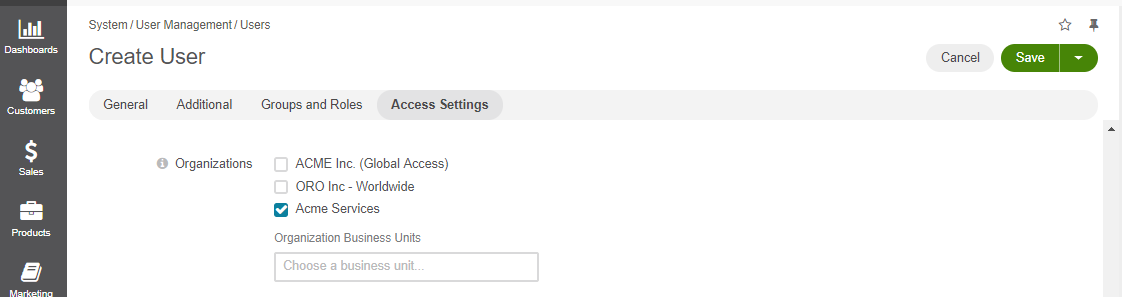 System / User Management / Users
Create User
Cancel
Save
General
Additional
Groups and Roles
Access Settings
Dashboards
Customers
Sales
Products
Marketing
Organizations
ACME Inc. (Global Access)
ORO Inc - Worldwide
Acme Services
Organization Business Units
Choose a business unit...